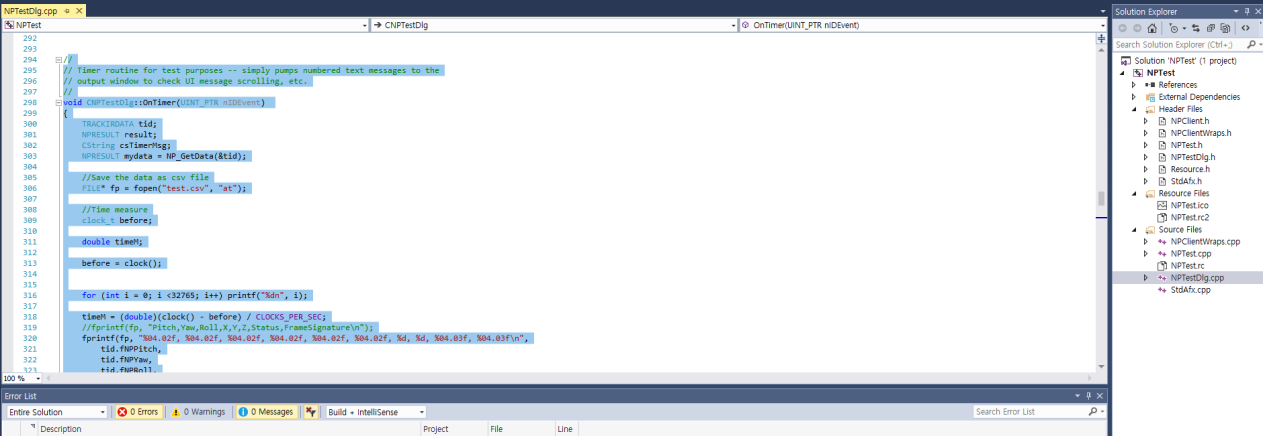 NPTestDlg.cpp
Solution Explorer
NPTest
CNPTestDlg
OnTimer(UINT_PTR nIDEvent)
Search Solution Explorer (Ctrl+;)
Solution 'NPTest' (1 project)
NPTest
References
External Dependencies
Header Files
NPClient.h
NPClientWraps.h
NPTest.h
NPTestDlg.h
Resource.h
StdAfx.h
Resource Files
NPTest.ico
NPTest.rc2
Source Files
NPClientWraps.cpp
NPTest.cpp
NPTest.rc
NPTestDlg.cpp
StdAfx.cpp
292
293
294 //
295 // Timer routine for test purposes -- simply pumps numbered text messages to the
296 // output window to check UI message scrolling, etc.
297 //
298 void CNPTestDlg::OnTimer(UINT_PTR nIDEvent)
299 {
300 TRACKIRDATA tid;
301 NPRESULT result;
302 CString csTimerMsg;
303 NPRESULT mydata = NP_GetData(&tid);
304
305 //Save the data as csv file
306 FILE* fp = fopen("test.csv", "at");
307
308 //Time measure
309 clock_t before;
310
311 double timeM;
312
313 before = clock();
314
315
316 for (int i = 0; i <32765; i++) printf("%dn", i);
317
318 timeM = (double)(clock() - before) / CLOCKS_PER_SEC;
319 //fprintf(fp, "Pitch,Yaw,Roll,X,Y,Z,Status,FrameSignature\n");
320 fprintf(fp, "%04.02f, %04.02f, %04.02f, %04.02f, %04.02f, %04.02f, %d, %d, %04.03f, %04.03f\n",
321 tid.fNPPitch,
322 tid.fNPYaw,
323 tid.fNPRoll,
100 %
Error List
Entire Solution
0 Errors
0 Warnings
0 Messages
Build + IntelliSense
Search Error List
Description
Project
File
Line